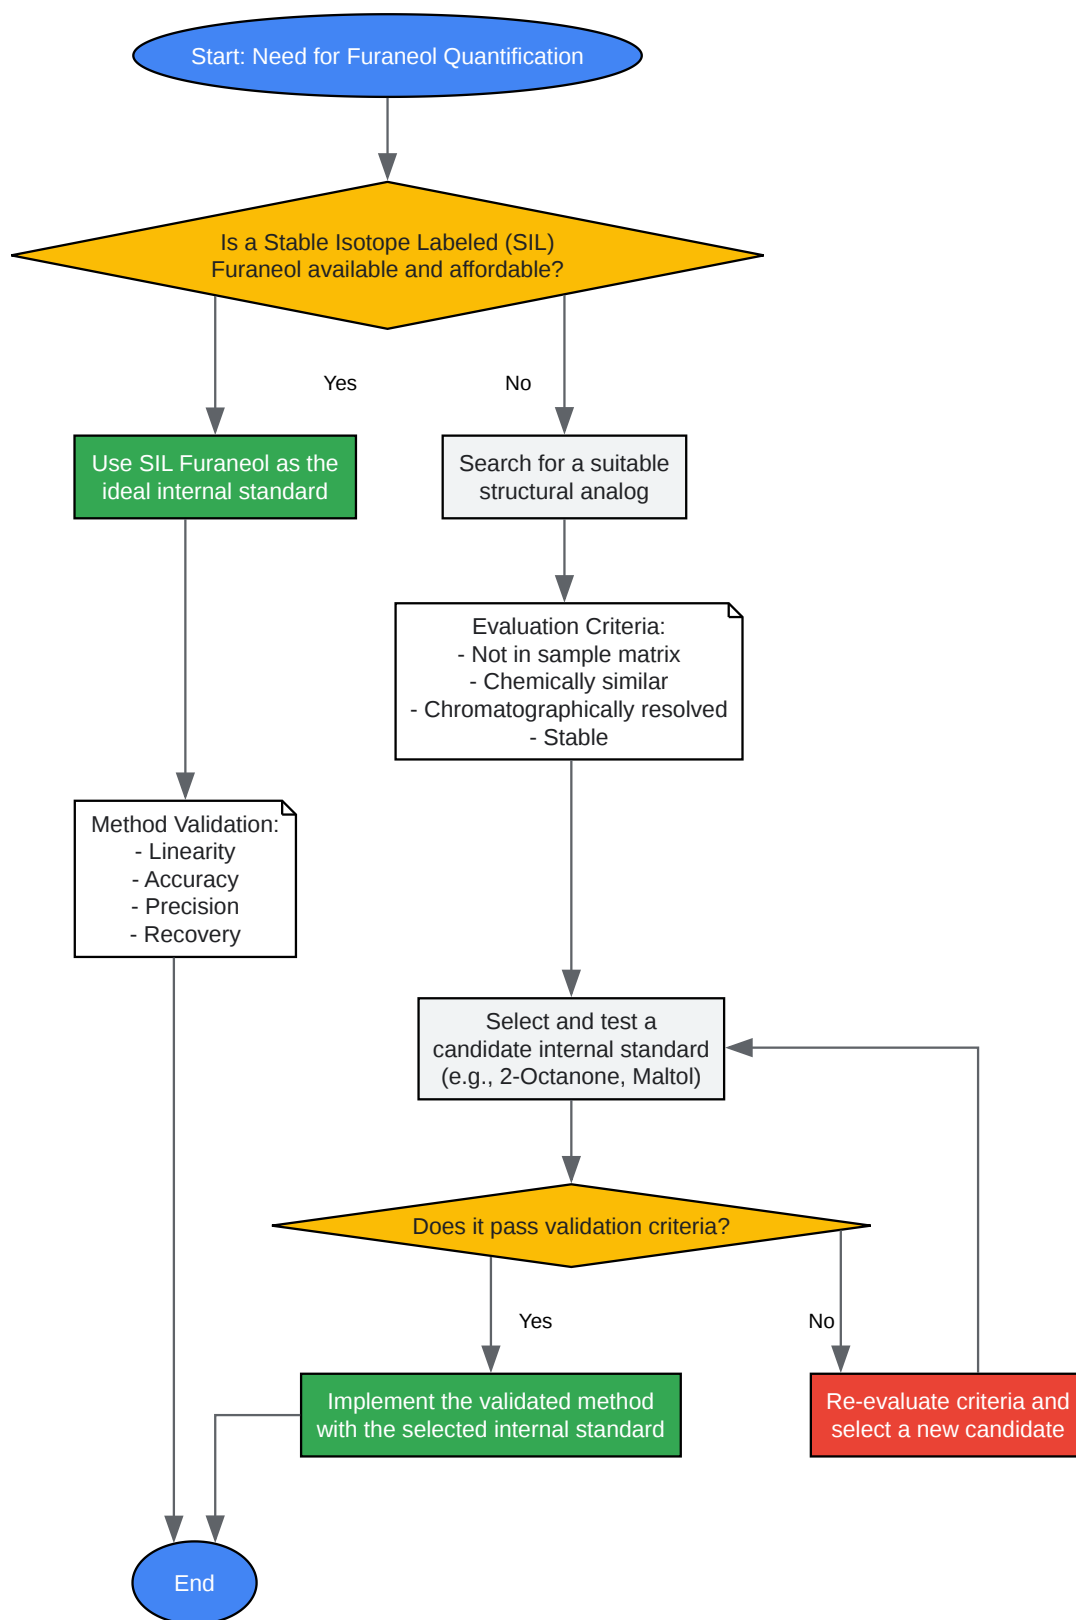 Start: Need for Furaneol Quantification
Is a Stable Isotope Labeled (SIL)
Furaneol available and affordable?
Yes
No
Use SIL Furaneol as the
ideal internal standard
Search for a suitable
structural analog
Evaluation Criteria:
- Not in sample matrix
- Chemically similar
- Chromatographically resolved
- Stable
Method Validation:
- Linearity
- Accuracy
- Precision
- Recovery
Select and test a
candidate internal standard
(e.g., 2-Octanone, Maltol)
Does it pass validation criteria?
Yes
No
Implement the validated method
with the selected internal standard
Re-evaluate criteria and
select a new candidate
End